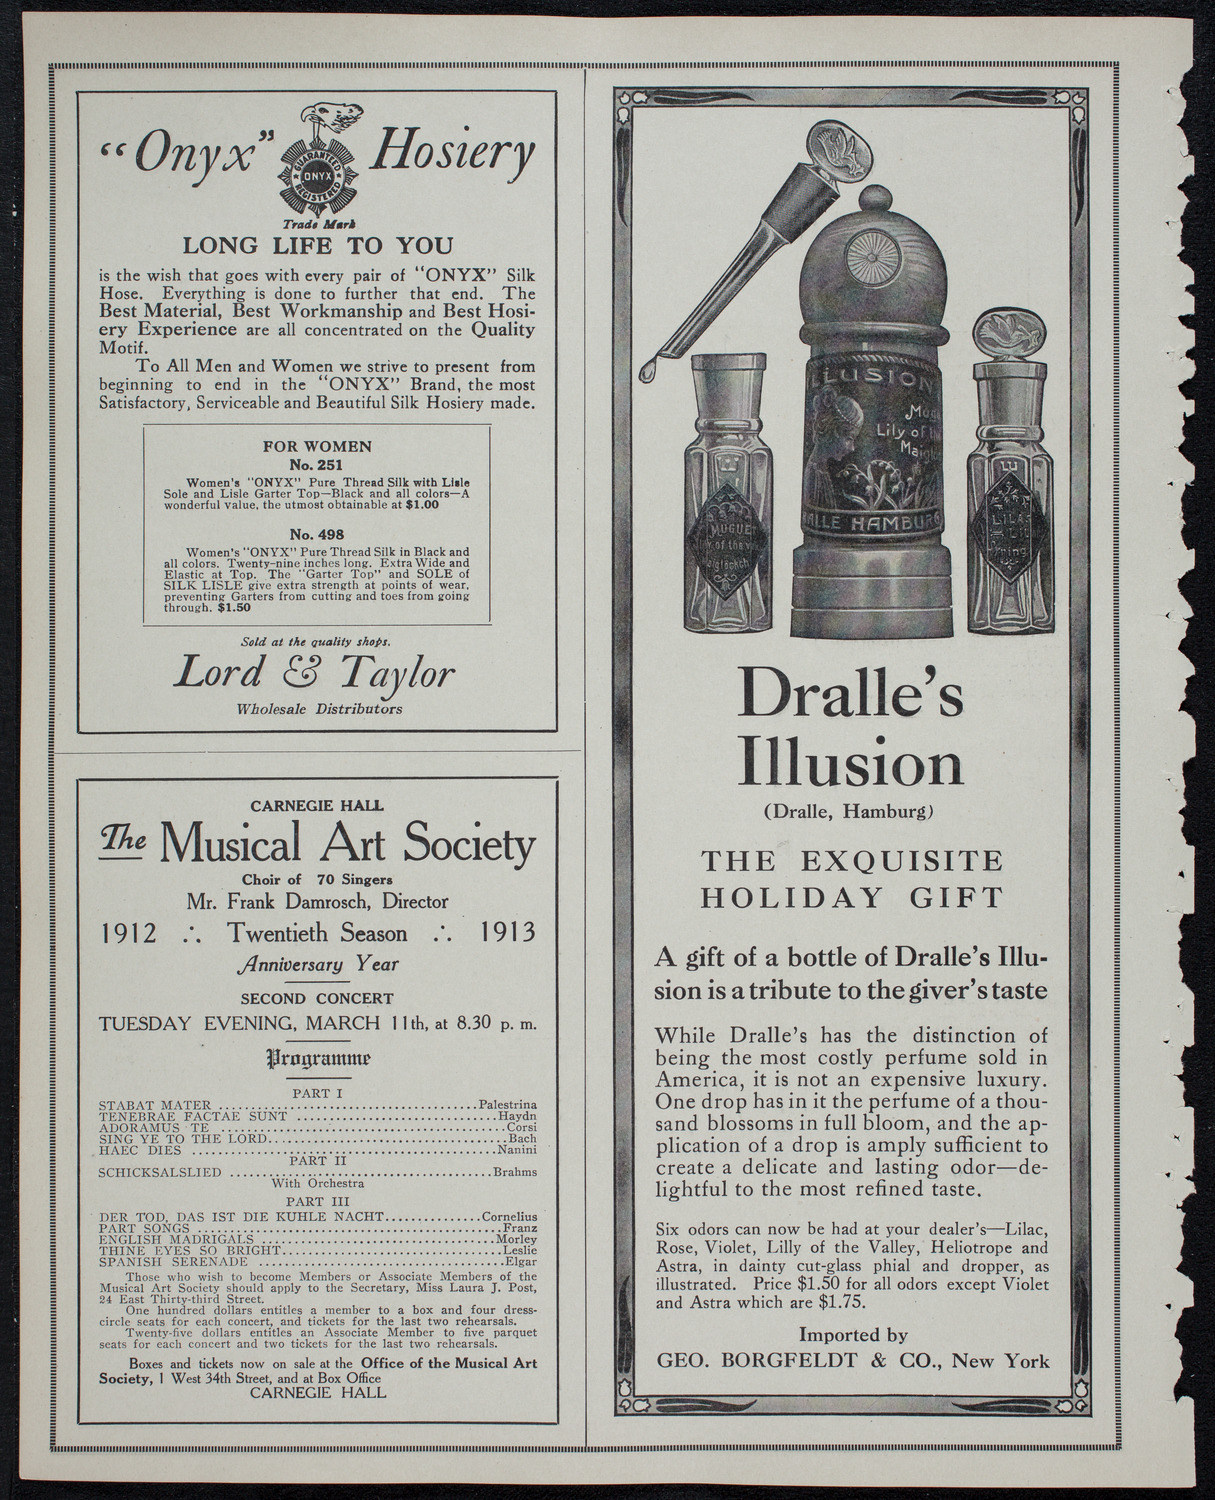 "Onyx" Hosiery
GUARANTEED
ONYX
REGISTERED
Trade Mark
LONG LIFE TO YOU
is the wish that goes with every pair of "ONYX" Silk
Hose. Everything is done to further that end. The
Best Material, Best Workmanship and Best Hosi-
ery Experience are all concentrated on the Quality
Motif.
To All Men and Women we strive to present from
beginning to end in the "ONYX" Brand, the most
Satisfactory, Serviceable and Beautiful Silk Hosiery made.
FOR WOMEN
No. 251
Women's "ONYX" Pure Thread Silk with Lisle
Sole and Lisle Garter Top—Black and all colors—A
wonderful value, the utmost obtainable at $1.00
No. 498
Women's "ONYX" Pure Thread Silk in Black and
all colors. Twenty-nine inches long. Extra Wide and
Elastic at Top. The "Garter Top" and SOLE of
SILK LISLE give extra strength at points of wear,
preventing Garters from cutting and toes from going
through. $1.50
Sold at the quality shops.
Lord & Taylor
Wholesale Distributors
CARNEGIE HALL
The Musical Art Society
Choir of 70 Singers
Mr. Frank Damrosch, Director
1912 ∴ Twentieth Season ∴ 1913
Anniversary Year
SECOND CONCERT
TUESDAY EVENING, MARCH 11th, at 8.30 p. m.
Programme
PART I
STABAT MATER ........................................Palestrina
TENEBRAE FACTAE SUNT ...............................Haydn
ADORAMUS TE ...........................................Corsi
SING YE TO THE LORD....................................Bach
HAEC DIES ..............................................Nanini
PART II
SCHICKSALSLIED ........................................Brahms
With Orchestra
PART III
DER TOD, DAS IST DIE KUHLE NACHT...............Cornelius
PART SONGS ..............................................Franz
ENGLISH MADRIGALS ...................................Morley
THINE EYES SO BRIGHT..................................Leslie
SPANISH SERENADE ......................................Elgar
Those who wish to become Members or Associate Members of the
Musical Art Society should apply to the Secretary, Miss Laura J. Post,
24 East Thirty-third Street.
One hundred dollars entitles a member to a box and four dress-
circle seats for each concert, and tickets for the last two rehearsals.
Twenty-five dollars entitles an Associate Member to five parquet
seats for each concert and two tickets for the last two rehearsals.
Boxes and tickets now on sale at the Office of the Musical Art
Society, 1 West 34th Street, and at Box Office
CARNEGIE HALL
ILLUSION
Lily of
HAMBURG
MUGUET
of the
LILAS
Dralle's
Illusion
(Dralle, Hamburg)
THE EXQUISITE
HOLIDAY GIFT
A gift of a bottle of Dralle's Illu-
sion is a tribute to the giver's taste
While Dralle's has the distinction of
being the most costly perfume sold in
America, it is not an expensive luxury.
One drop has in it the perfume of a thou-
sand blossoms in full bloom, and the ap-
plication of a drop is amply sufficient to
create a delicate and lasting odor—de-
lightful to the most refined taste.
Six odors can now be had at your dealer's—Lilac,
Rose, Violet, Lilly of the Valley, Heliotrope and
Astra, in dainty cut-glass phial and dropper, as
illustrated. Price $1.50 for all odors except Violet
and Astra which are $1.75.
Imported by
GEO. BORGFELDT & CO., New York